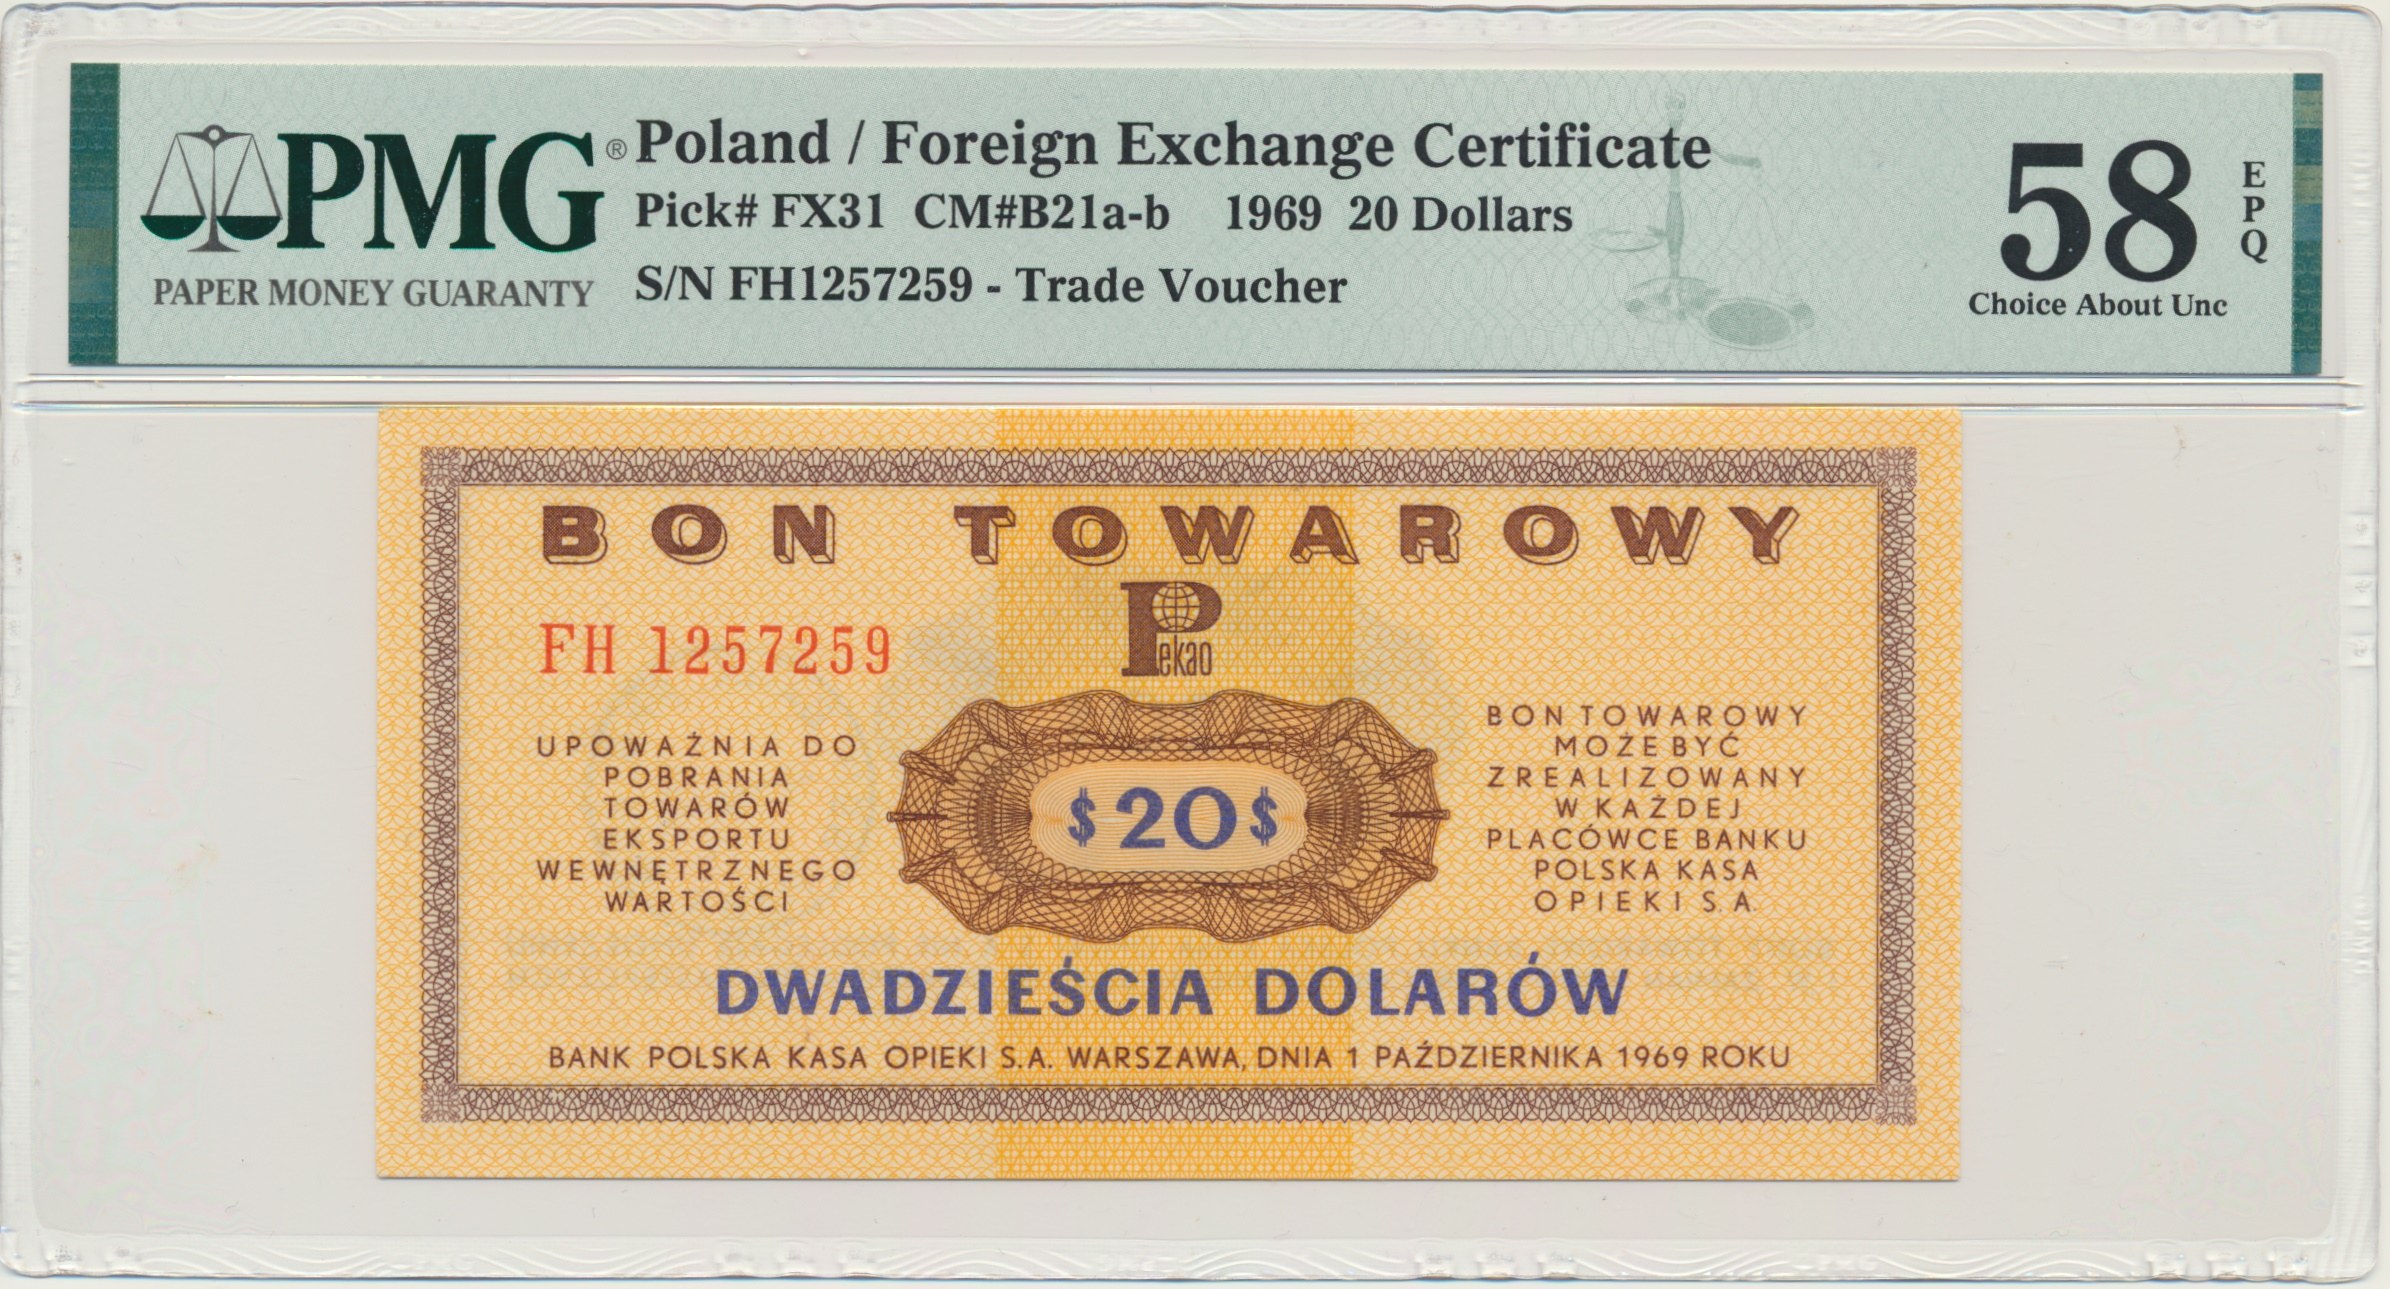 PMG®
PAPER MONEY GUARANTY
Poland / Foreign Exchange Certificate
Pick# FX31 CM#B21a-b 1969 20 Dollars
S/N FH1257259 - Trade Voucher
58
EPQ
Choice About Unc
BON TOWAROWY
Pekao
FH 1257259
UPOWAŻNIA DO
POBRANIA
TOWARÓW
EKSPORTU
WEWNĘTRZNEGO
WARTOŚCI
$20$
BON TOWAROWY
MOŻE BYĆ
ZREALIZOWANY
W KAŻDEJ
PLACÓWCE BANKU
POLSKA KASA
OPIEKI S.A.
DWADZIEŚCIA DOLARÓW
BANK POLSKA KASA OPIEKI S.A. WARSZAWA, DNIA 1 PAŹDZIERNIKA 1969 ROKU